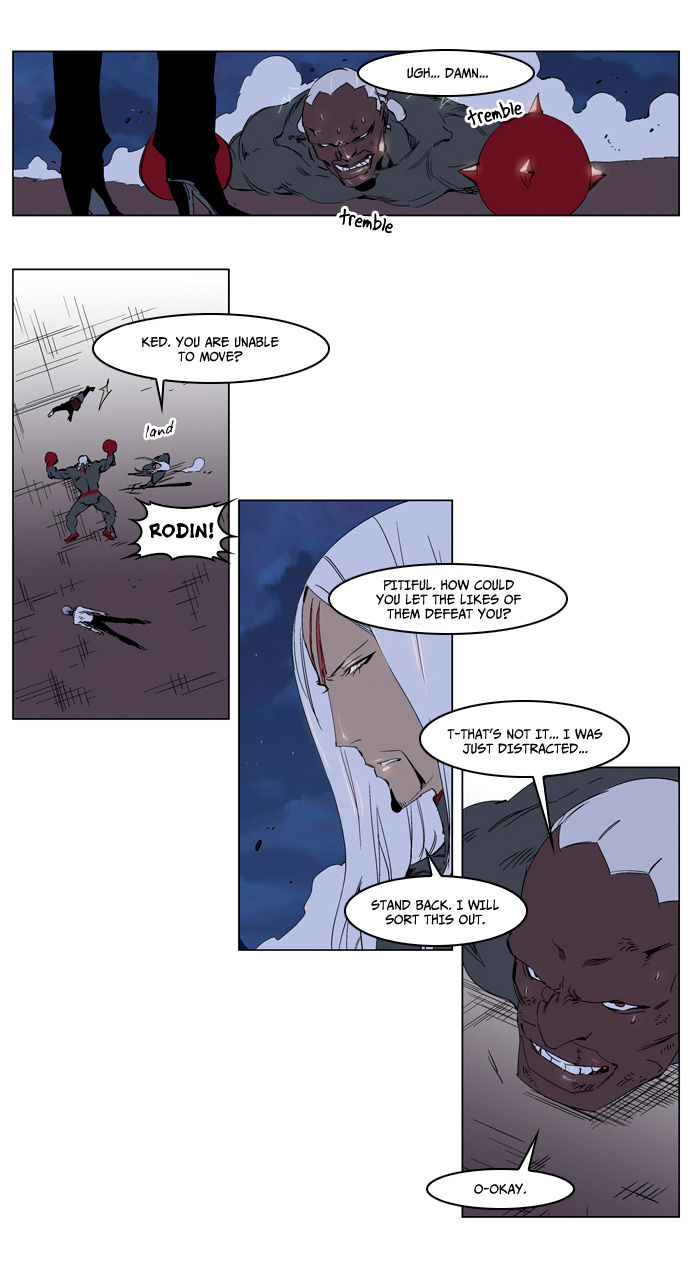 UGH... DAMN...
tremble
tremble
KED. YOU ARE UNABLE
TO MOVE?
land
RODIN!
PITIFUL. HOW COULD
YOU LET THE LIKES OF
THEM DEFEAT YOU?
T-THAT'S NOT IT... I WAS
JUST DISTRACTED...
STAND BACK. I WILL
SORT THIS OUT.
O-OKAY.